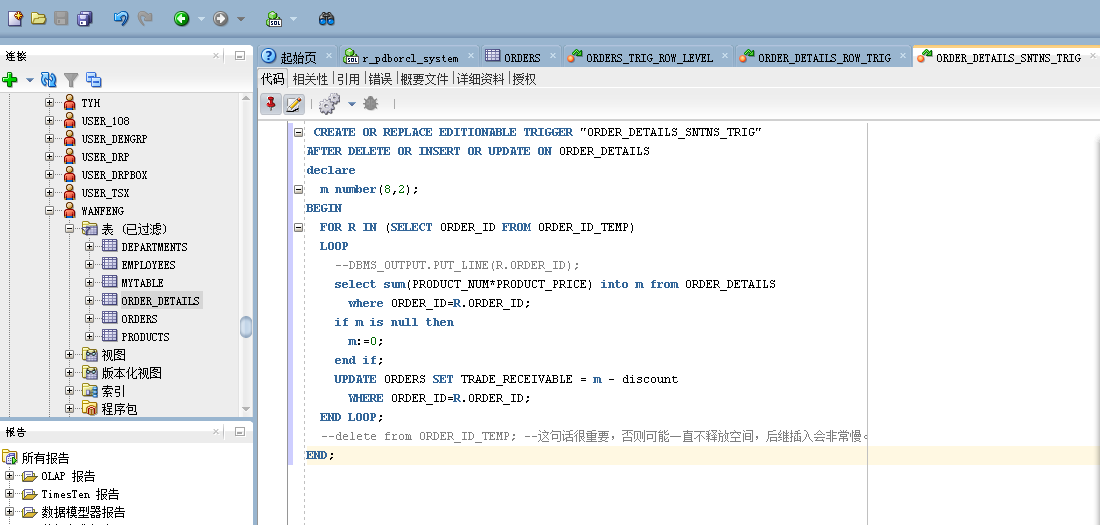 连接
TYH
USER_108
USER_DENGRP
USER_DRP
USER_DRPBOX
USER_TSX
WANFENG
表 (已过滤)
DEPARTMENTS
EMPLOYEES
MYTABLE
ORDER_DETAILS
ORDERS
PRODUCTS
视图
版本化视图
索引
程序包
报告
所有报告
OLAP 报告
TimesTen 报告
数据模型器报告
起始页 r_pdborcl_system ORDERS ORDERS_TRIG_ROW_LEVEL ORDER_DETAILS_ROW_TRIG ORDER_DETAILS_SNTNS_TRIG
代码 相关性 引用 错误 概要文件 详细资料 授权
CREATE OR REPLACE EDITIONABLE TRIGGER "ORDER_DETAILS_SNTNS_TRIG"
AFTER DELETE OR INSERT OR UPDATE ON ORDER_DETAILS
declare
m number(8,2);
BEGIN
FOR R IN (SELECT ORDER_ID FROM ORDER_ID_TEMP)
LOOP
--DBMS_OUTPUT.PUT_LINE(R.ORDER_ID);
select sum(PRODUCT_NUM*PRODUCT_PRICE) into m from ORDER_DETAILS
where ORDER_ID=R.ORDER_ID;
if m is null then
m:=0;
end if;
UPDATE ORDERS SET TRADE_RECEIVABLE = m - discount
WHERE ORDER_ID=R.ORDER_ID;
END LOOP;
--delete from ORDER_ID_TEMP; --这句话很重要，否则可能一直不释放空间，后继插入会非常慢。
END;